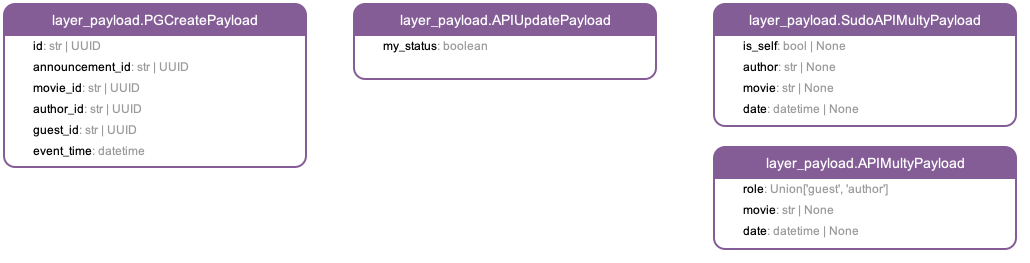 layer_payload.PGCreatePayload
id: str | UUID
announcement_id: str | UUID
movie_id: str | UUID
author_id: str | UUID
guest_id: str | UUID
event_time: datetime
layer_payload.APIUpdatePayload
my_status: boolean
layer_payload.SudoAPIMultyPayload
is_self: bool | None
author: str | None
movie: str | None
date: datetime | None
layer_payload.APIMultyPayload
role: Union['guest', 'author']
movie: str | None
date: datetime | None